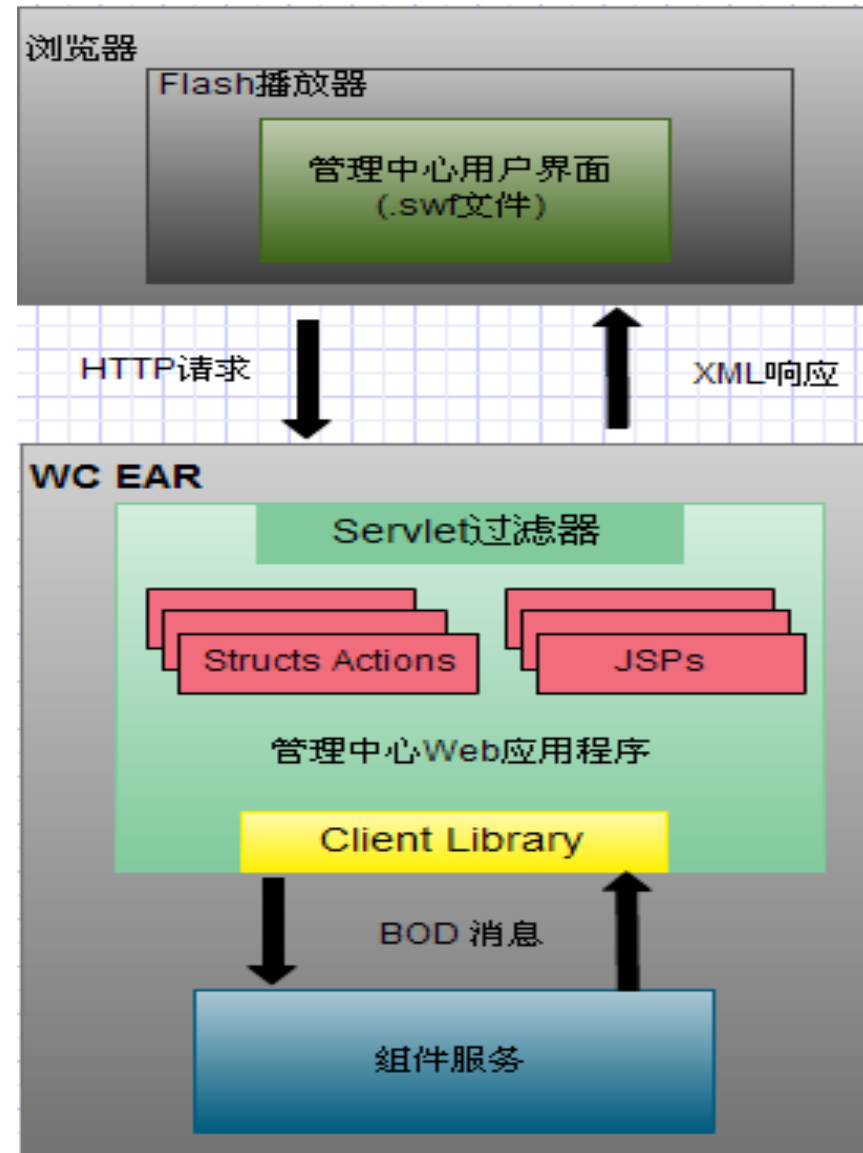 浏览器
Flash播放器
管理中心用户界面
(.swf文件)
HTTP请求
XML响应
WC EAR
Servlet过滤器
Structs Actions
JSPs
管理中心Web应用程序
Client Library
BOD 消息
组件服务